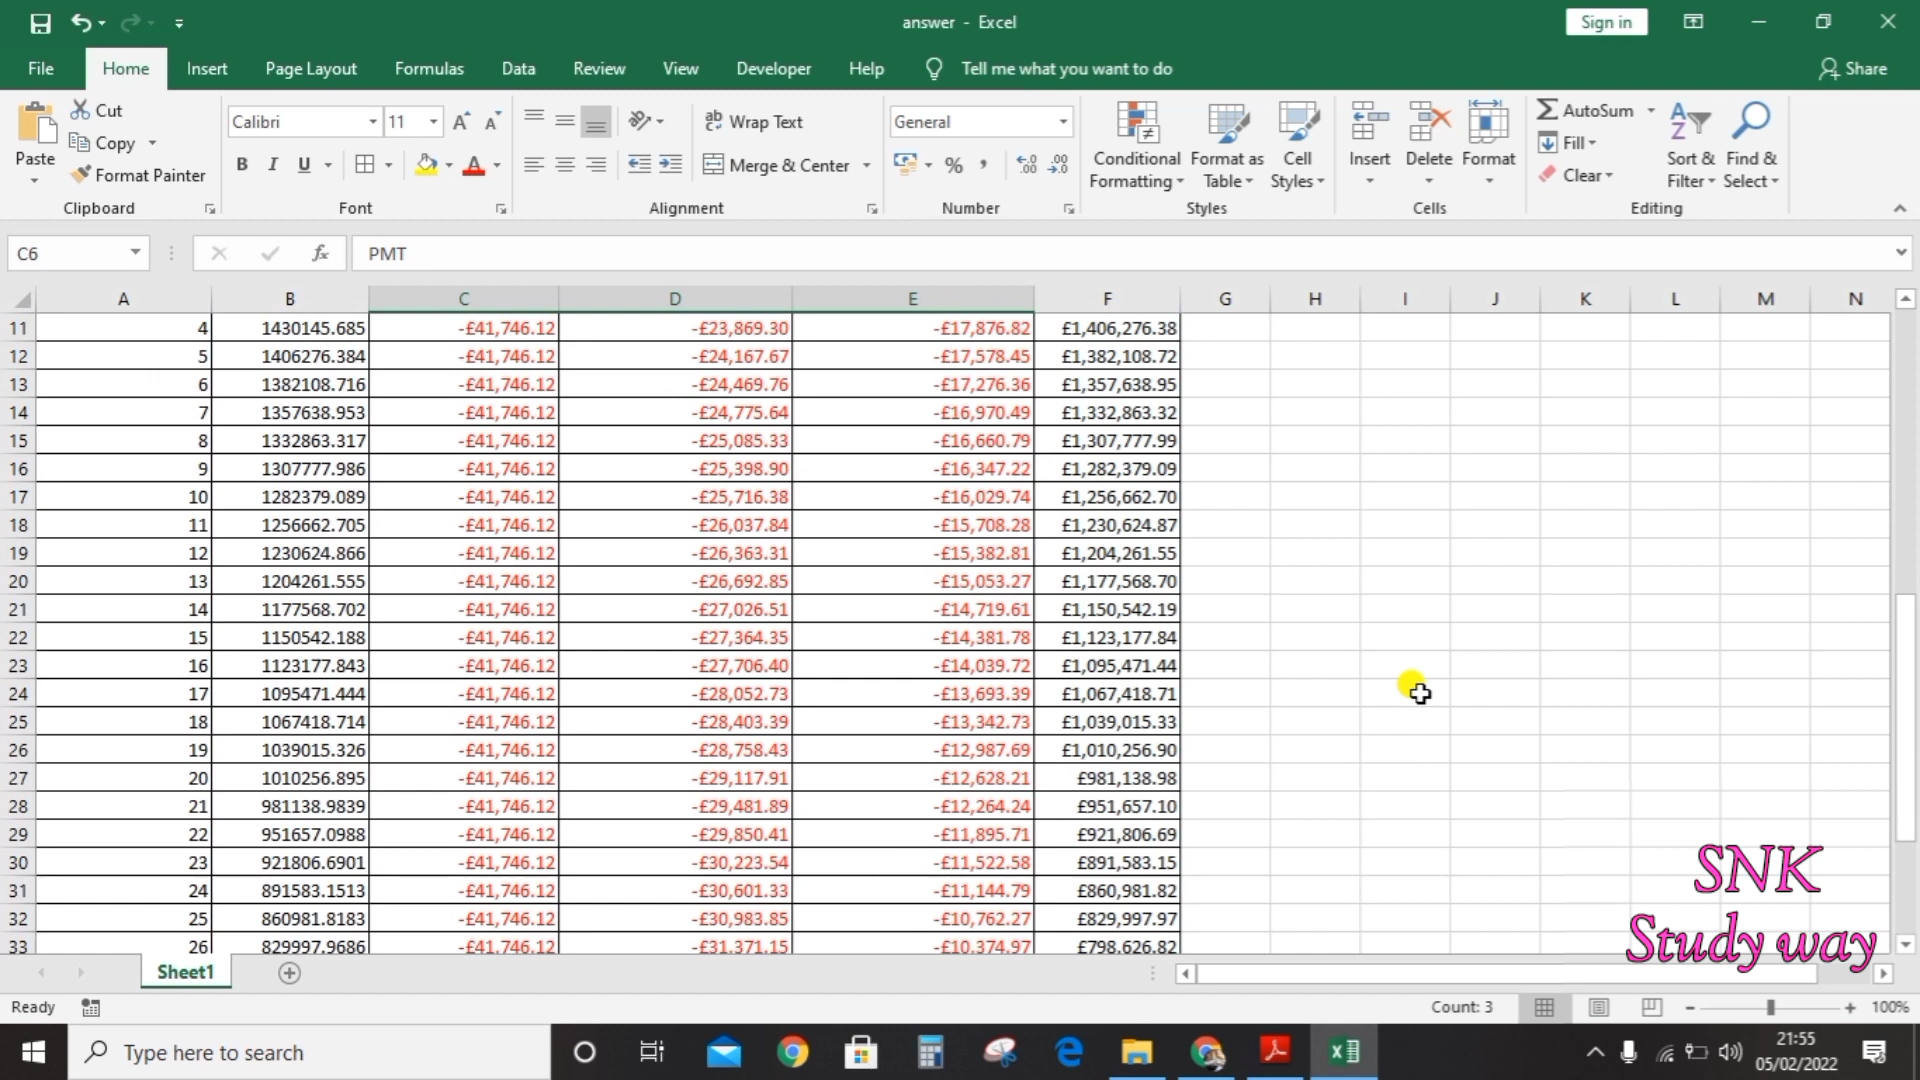 answer - Excel
Sign in
File Home Insert Page Layout Formulas Data Review View Developer Help Tell me what you want to do Share
Paste
Cut
Copy
Format Painter
Clipboard
Calibri 11
B I U A
Font
Wrap Text
Merge & Center
Alignment
General
%
Number
Conditional Formatting
Format as Table
Cell Styles
Styles
Insert Delete Format
Cells
AutoSum
Fill
Clear
Sort & Filter
Find & Select
Editing
C6 fx PMT
A B C D E F G H I J K L M N
11 4 1430145.685 -£41,746.12 -£23,869.30 -£17,876.82 £1,406,276.38
12 5 1406276.384 -£41,746.12 -£24,167.67 -£17,578.45 £1,382,108.72
13 6 1382108.716 -£41,746.12 -£24,469.76 -£17,276.36 £1,357,638.95
14 7 1357638.953 -£41,746.12 -£24,775.64 -£16,970.49 £1,332,863.32
15 8 1332863.317 -£41,746.12 -£25,085.33 -£16,660.79 £1,307,777.99
16 9 1307777.986 -£41,746.12 -£25,398.90 -£16,347.22 £1,282,379.09
17 10 1282379.089 -£41,746.12 -£25,716.38 -£16,029.74 £1,256,662.70
18 11 1256662.705 -£41,746.12 -£26,037.84 -£15,708.28 £1,230,624.87
19 12 1230624.866 -£41,746.12 -£26,363.31 -£15,382.81 £1,204,261.55
20 13 1204261.555 -£41,746.12 -£26,692.85 -£15,053.27 £1,177,568.70
21 14 1177568.702 -£41,746.12 -£27,026.51 -£14,719.61 £1,150,542.19
22 15 1150542.188 -£41,746.12 -£27,364.35 -£14,381.78 £1,123,177.84
23 16 1123177.843 -£41,746.12 -£27,706.40 -£14,039.72 £1,095,471.44
24 17 1095471.444 -£41,746.12 -£28,052.73 -£13,693.39 £1,067,418.71
25 18 1067418.714 -£41,746.12 -£28,403.39 -£13,342.73 £1,039,015.33
26 19 1039015.326 -£41,746.12 -£28,758.43 -£12,987.69 £1,010,256.90
27 20 1010256.895 -£41,746.12 -£29,117.91 -£12,628.21 £981,138.98
28 21 981138.9839 -£41,746.12 -£29,481.89 -£12,264.24 £951,657.10
29 22 951657.0988 -£41,746.12 -£29,850.41 -£11,895.71 £921,806.69
30 23 921806.6901 -£41,746.12 -£30,223.54 -£11,522.58 £891,583.15
31 24 891583.1513 -£41,746.12 -£30,601.33 -£11,144.79 £860,981.82
32 25 860981.8183 -£41,746.12 -£30,983.85 -£10,762.27 £829,997.97
33 26 829997.9686 -£41,746.12 -£31,371.15 -£10,374.97 £798,626.82
SNK
Study way
Sheet1
Ready Count: 3 100%
Type here to search
21:55
05/02/2022